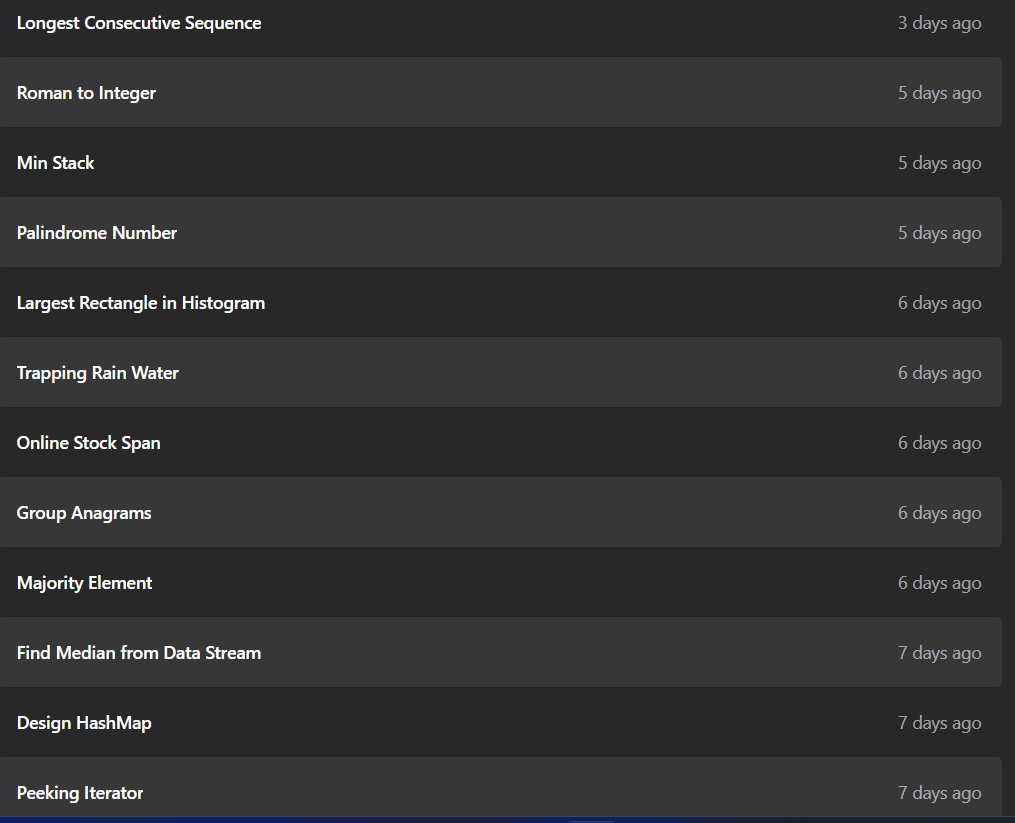 Longest Consecutive Sequence 3 days ago
Roman to Integer 5 days ago
Min Stack 5 days ago
Palindrome Number 5 days ago
Largest Rectangle in Histogram 6 days ago
Trapping Rain Water 6 days ago
Online Stock Span 6 days ago
Group Anagrams 6 days ago
Majority Element 6 days ago
Find Median from Data Stream 7 days ago
Design HashMap 7 days ago
Peeking Iterator 7 days ago